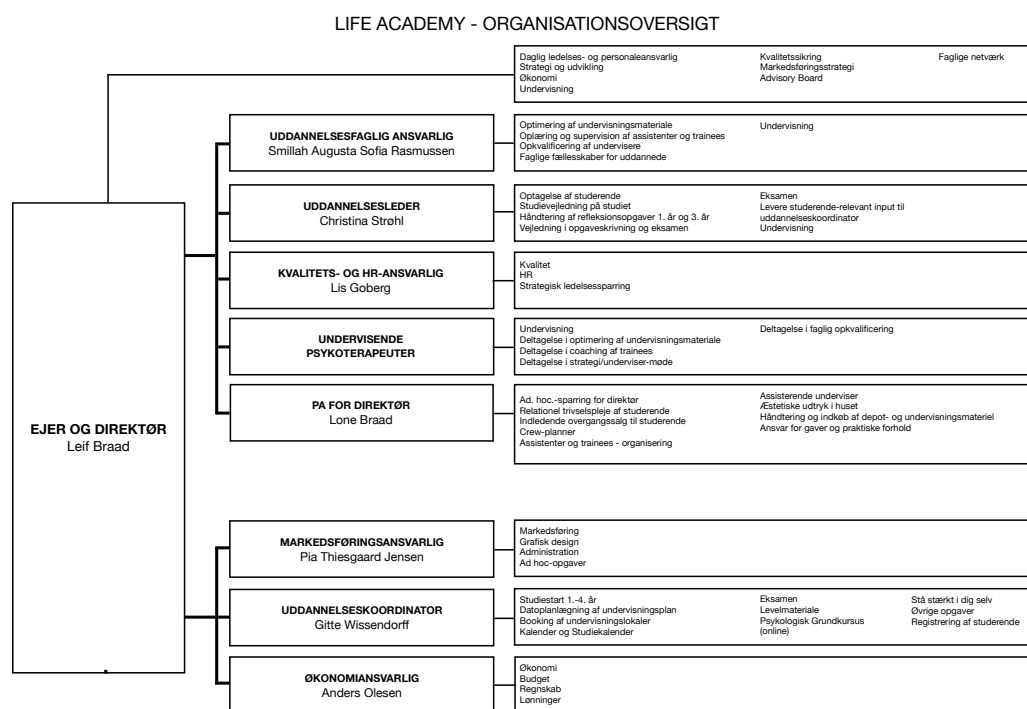 LIFE ACADEMY - ORGANISATIONSOVERSIGT
EJER OG DIREKTØR
Leif Braad
Daglig ledelses- og personaleansvarlig
Strategi og udvikling
Økonomi
Undervisning
Kvalitetssikring
Markedsføringsstrategi
Advisory Board
Faglige netværk
UDDANNELSESFAGLIG ANSVARLIG
Smillah Augusta Sofia Rasmussen
Optimering af undervisningsmateriale
Oplæring og supervision af assistenter og trainees
Opkvalificering af undervisere
Faglige fællesskaber for uddannede
Undervisning
UDDANNELSESLEDER
Christina Strøhl
Optagelse af studerende
Studievejledning på studiet
Håndtering af refleksionsopgaver 1. år og 3. år
Vejledning i opgaveskrivning og eksamen
Eksamen
Levere studerende-relevant input til
uddannelseskoordinator
Undervisning
KVALITETS- OG HR-ANSVARLIG
Lis Goberg
Kvalitet
HR
Strategisk ledelsessparring
UNDERVISENDE
PSYKOTERAPEUTER
Undervisning
Deltagelse i optimering af undervisningsmateriale
Deltagelse i coaching af trainees
Deltagelse i strategi/underviser-møde
Deltagelse i faglig opkvalificering
PA FOR DIREKTØR
Lone Braad
Ad. hoc.-sparring for direktør
Relationel trivselspleje af studerende
Indledende overgangssalg til studerende
Crew-planner
Assistenter og trainees - organisering
Assisterende underviser
Æstetiske udtryk i huset
Håndtering og indkøb af depot- og undervisningsmateriel
Ansvar for gaver og praktiske forhold
MARKEDSFØRINGSANSVARLIG
Pia Thiesgaard Jensen
Markedsføring
Grafisk design
Administration
Ad hoc-opgaver
UDDANNELSESKOORDINATOR
Gitte Wissendorff
Studiestart 1.-4. år
Datoplanlægning af undervisningsplan
Booking af undervisningslokaler
Kalender og Studiekalender
Eksamen
Levelmateriale
Psykologisk Grundkursus
(online)
Stå stærkt i dig selv
Øvrige opgaver
Registrering af studerende
ØKONOMIANSVARLIG
Anders Olesen
Økonomi
Budget
Regnskab
Lønninger